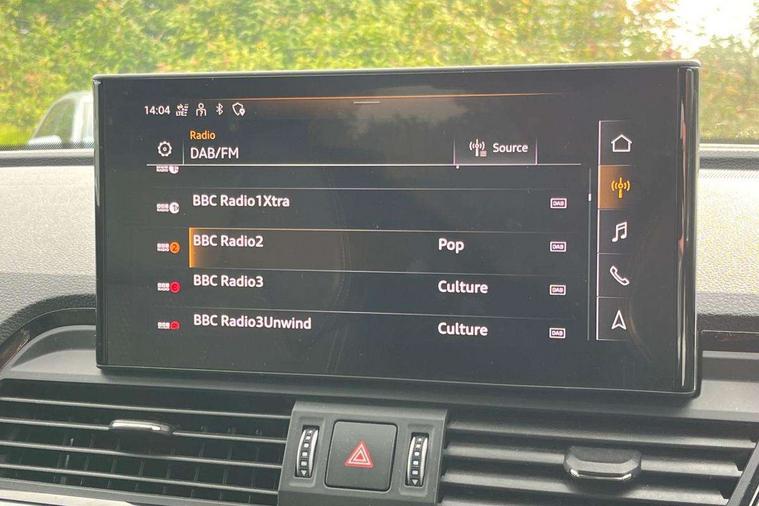 14:04
Radio
DAB/FM
Source
BBC Radio1Xtra
DAB
BBC Radio2
Pop
DAB
BBC Radio3
Culture
DAB
BBC Radio3Unwind
Culture
DAB